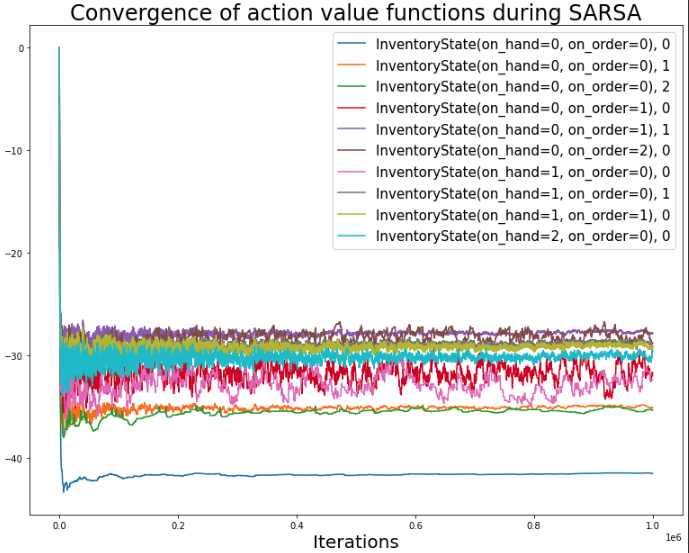 Convergence of action value functions during SARSA
InventoryState(on_hand=0, on_order=0), 0
InventoryState(on_hand=0, on_order=0), 1
InventoryState(on_hand=0, on_order=0), 2
InventoryState(on_hand=0, on_order=1), 0
InventoryState(on_hand=0, on_order=1), 1
InventoryState(on_hand=0, on_order=2), 0
InventoryState(on_hand=1, on_order=0), 0
InventoryState(on_hand=1, on_order=0), 1
InventoryState(on_hand=1, on_order=1), 0
InventoryState(on_hand=2, on_order=0), 0
0
−10
−20
−30
−40
0.0 0.2 0.4 0.6 0.8 1.0
1e6
Iterations